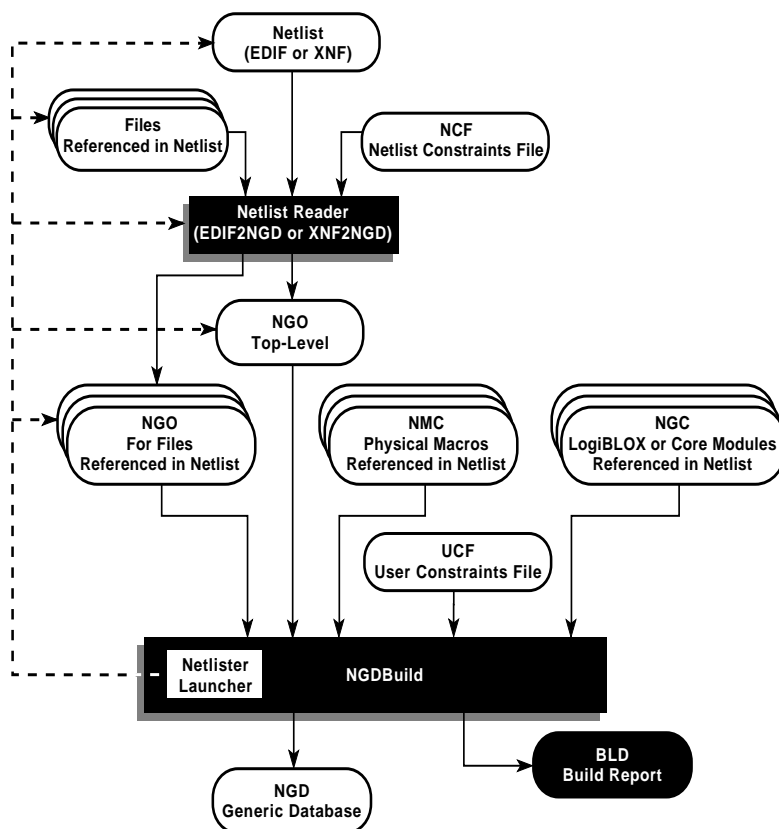 Netlist
(EDIF or XNF)
Files
Referenced in Netlist
NCF
Netlist Constraints File
Netlist Reader
(EDIF2NGD or XNF2NGD)
NGO
Top-Level
NGO
For Files
Referenced in Netlist
NMC
Physical Macros
Referenced in Netlist
NGC
LogiBLOX or Core Modules
Referenced in Netlist
UCF
User Constraints File
Netlister
Launcher
NGDBuild
NGD
Generic Database
BLD
Build Report